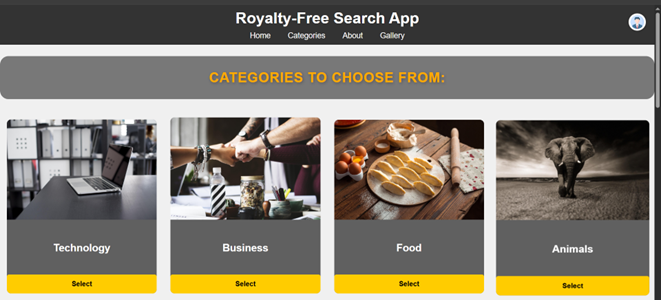 Royalty-Free Search App
Home Categories About Gallery
CATEGORIES TO CHOOSE FROM:
Technology Business Food Animals
Select Select Select Select